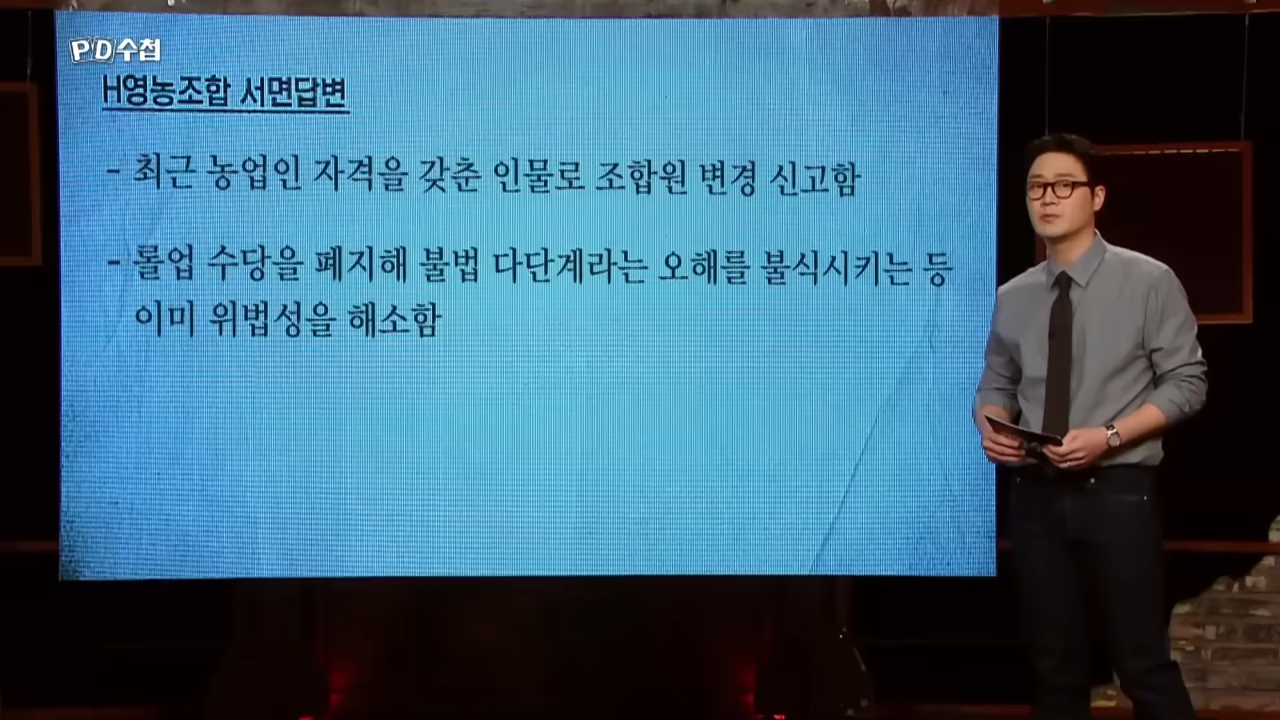 PD수첩
H영농조합 서면답변
- 최근 농업인 자격을 갖춘 인물로 조합원 변경 신고함
- 롤업 수당을 폐지해 불법 다단계라는 오해를 불식시키는 등
이미 위법성을 해소함